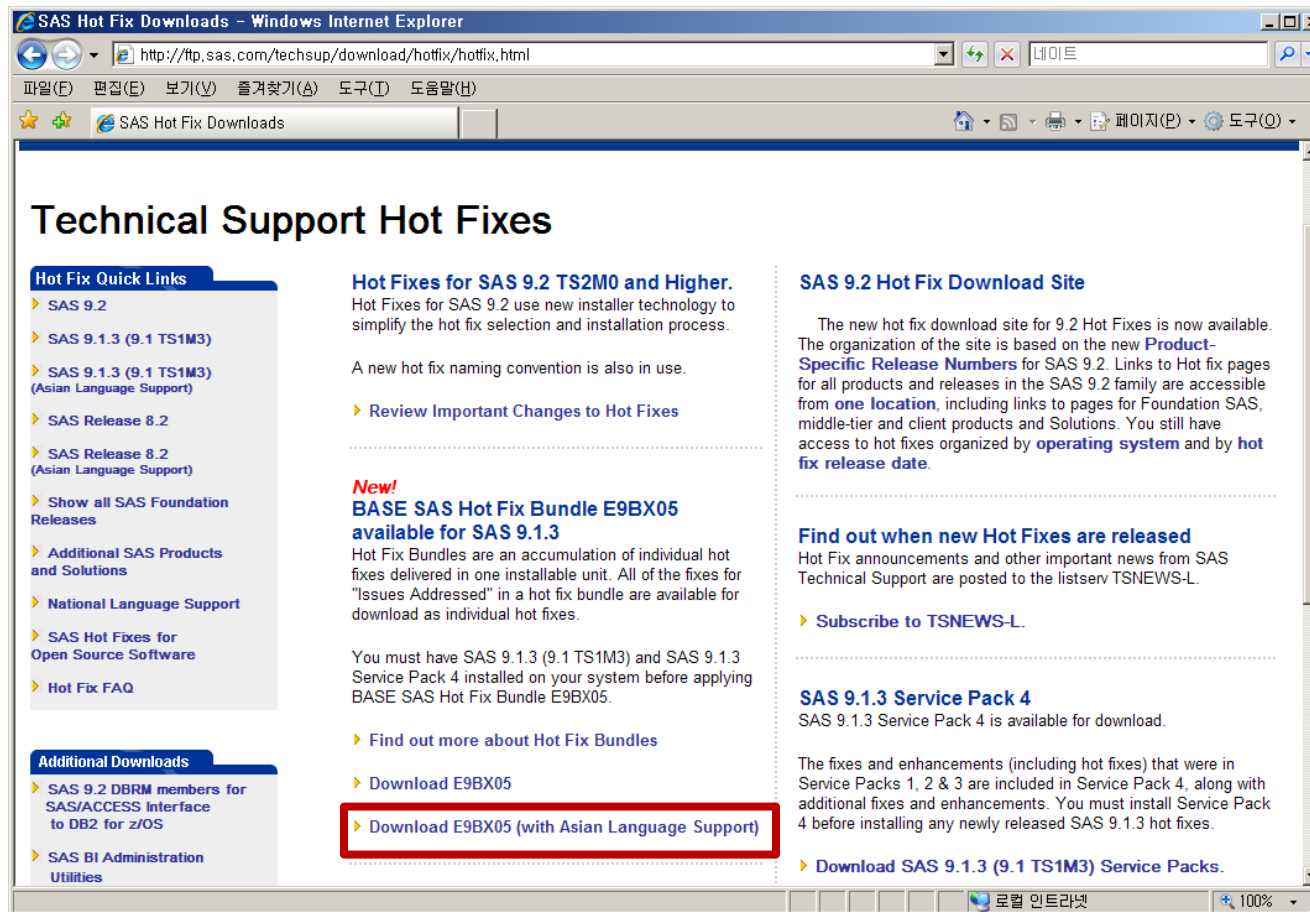 SAS Hot Fix Downloads - Windows Internet Explorer
http://ftp.sas.com/techsup/download/hotfix/hotfix.html
네이트
파일(F) 편집(E) 보기(V) 즐겨찾기(A) 도구(T) 도움말(H)
SAS Hot Fix Downloads
페이지(P) 도구(O)
Technical Support Hot Fixes
Hot Fix Quick Links
SAS 9.2
SAS 9.1.3 (9.1 TS1M3)
SAS 9.1.3 (9.1 TS1M3)
(Asian Language Support)
SAS Release 8.2
SAS Release 8.2
(Asian Language Support)
Show all SAS Foundation
Releases
Additional SAS Products
and Solutions
National Language Support
SAS Hot Fixes for
Open Source Software
Hot Fix FAQ
Additional Downloads
SAS 9.2 DBRM members for
SAS/ACCESS Interface
to DB2 for z/OS
SAS BI Administration
Utilities
Hot Fixes for SAS 9.2 TS2M0 and Higher.
Hot Fixes for SAS 9.2 use new installer technology to
simplify the hot fix selection and installation process.
A new hot fix naming convention is also in use.
Review Important Changes to Hot Fixes
New!
BASE SAS Hot Fix Bundle E9BX05
available for SAS 9.1.3
Hot Fix Bundles are an accumulation of individual hot
fixes delivered in one installable unit. All of the fixes for
"Issues Addressed" in a hot fix bundle are available for
download as individual hot fixes.
You must have SAS 9.1.3 (9.1 TS1M3) and SAS 9.1.3
Service Pack 4 installed on your system before applying
BASE SAS Hot Fix Bundle E9BX05.
Find out more about Hot Fix Bundles
Download E9BX05
Download E9BX05 (with Asian Language Support)
SAS 9.2 Hot Fix Download Site
The new hot fix download site for 9.2 Hot Fixes is now available.
The organization of the site is based on the new Product-
Specific Release Numbers for SAS 9.2. Links to Hot fix pages
for all products and releases in the SAS 9.2 family are accessible
from one location, including links to pages for Foundation SAS,
middle-tier and client products and Solutions. You still have
access to hot fixes organized by operating system and by hot
fix release date.
Find out when new Hot Fixes are released
Hot Fix announcements and other important news from SAS
Technical Support are posted to the listserv TSNEWS-L.
Subscribe to TSNEWS-L.
SAS 9.1.3 Service Pack 4
SAS 9.1.3 Service Pack 4 is available for download.
The fixes and enhancements (including hot fixes) that were in
Service Packs 1, 2 & 3 are included in Service Pack 4, along with
additional fixes and enhancements. You must install Service Pack
4 before installing any newly released SAS 9.1.3 hot fixes.
Download SAS 9.1.3 (9.1 TS1M3) Service Packs.
로컬 인트라넷
100%